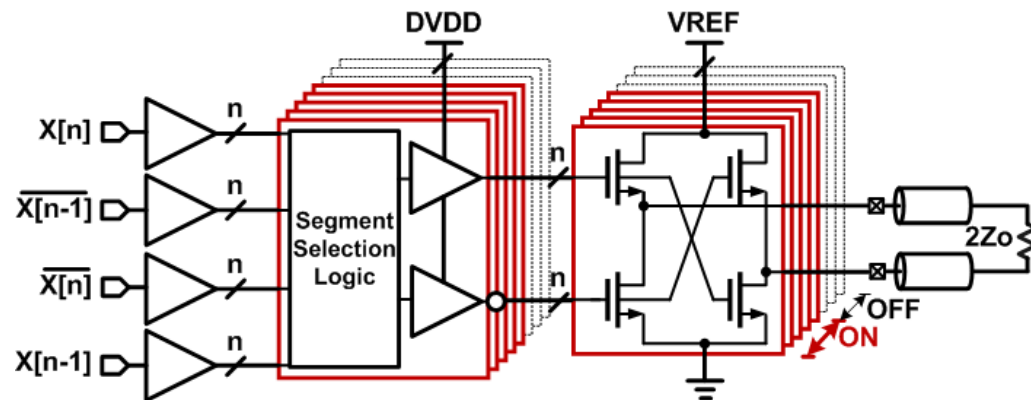 DVDD
VREF
X[n]
n
n
X[n-1]
n
n
Segment
Selection
Logic
2Zo
X[n]
n
n
OFF
ON
X[n-1]
n